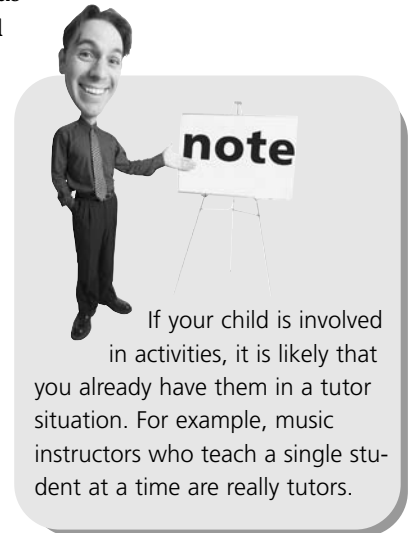 note
If your child is involved
in activities, it is likely that
you already have them in a tutor
situation. For example, music
instructors who teach a single stu-
dent at a time are really tutors.